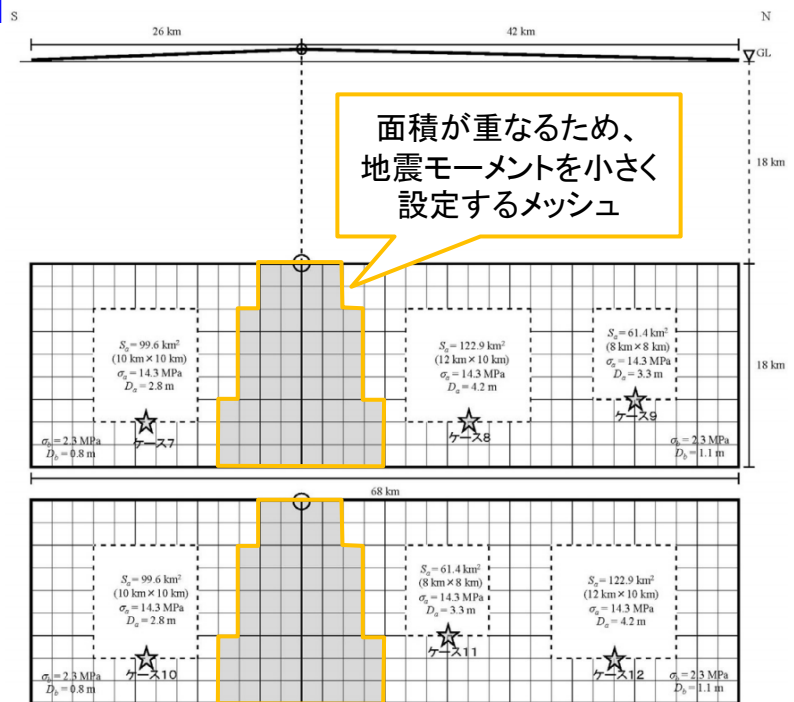 S
N
26 km
42 km
GL
面積が重なるため、
地震モーメントを小さく
設定するメッシュ
18 km
Sa=99.6 km²
(10 km×10 km)
σa=14.3 MPa
Da=2.8 m
ケース7
σb=2.3 MPa
Db=0.8 m
Sa=122.9 km²
(12 km×10 km)
σa=14.3 MPa
Da=4.2 m
ケース8
Sa=61.4 km²
(8 km×8 km)
σa=14.3 MPa
Da=3.3 m
ケース9
σb=2.3 MPa
Db=1.1 m
18 km
68 km
Sa=99.6 km²
(10 km×10 km)
σa=14.3 MPa
Da=2.8 m
ケース10
σb=2.3 MPa
Db=0.8 m
Sa=61.4 km²
(8 km×8 km)
σa=14.3 MPa
Da=3.3 m
ケース11
Sa=122.9 km²
(12 km×10 km)
σa=14.3 MPa
Da=4.2 m
ケース12
σb=2.3 MPa
Db=1.1 m